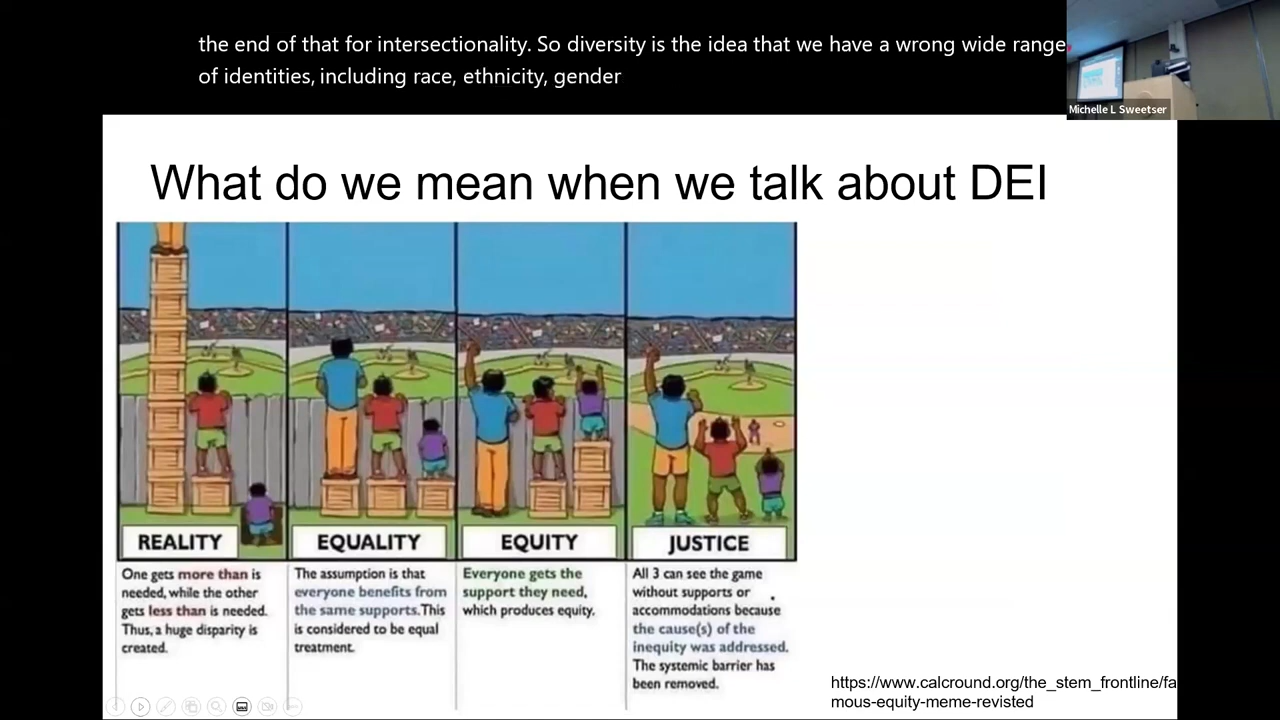 the end of that for intersectionality. So diversity is the idea that we have a wrong wide range
of identities, including race, ethnicity, gender
Michelle L Sweetser
What do we mean when we talk about DEI
REALITY
One gets more than is
needed, while the other
gets less than is needed.
Thus, a huge disparity is
created.
EQUALITY
The assumption is that
everyone benefits from
the same supports. This
is considered to be equal
treatment.
EQUITY
Everyone gets the
support they need,
which produces equity.
JUSTICE
All 3 can see the game
without supports or
accommodations because
the cause(s) of the
inequity was addressed.
The systemic barrier has
been removed.
https://www.calcround.org/the_stem_frontline/fa
mous-equity-meme-revisted